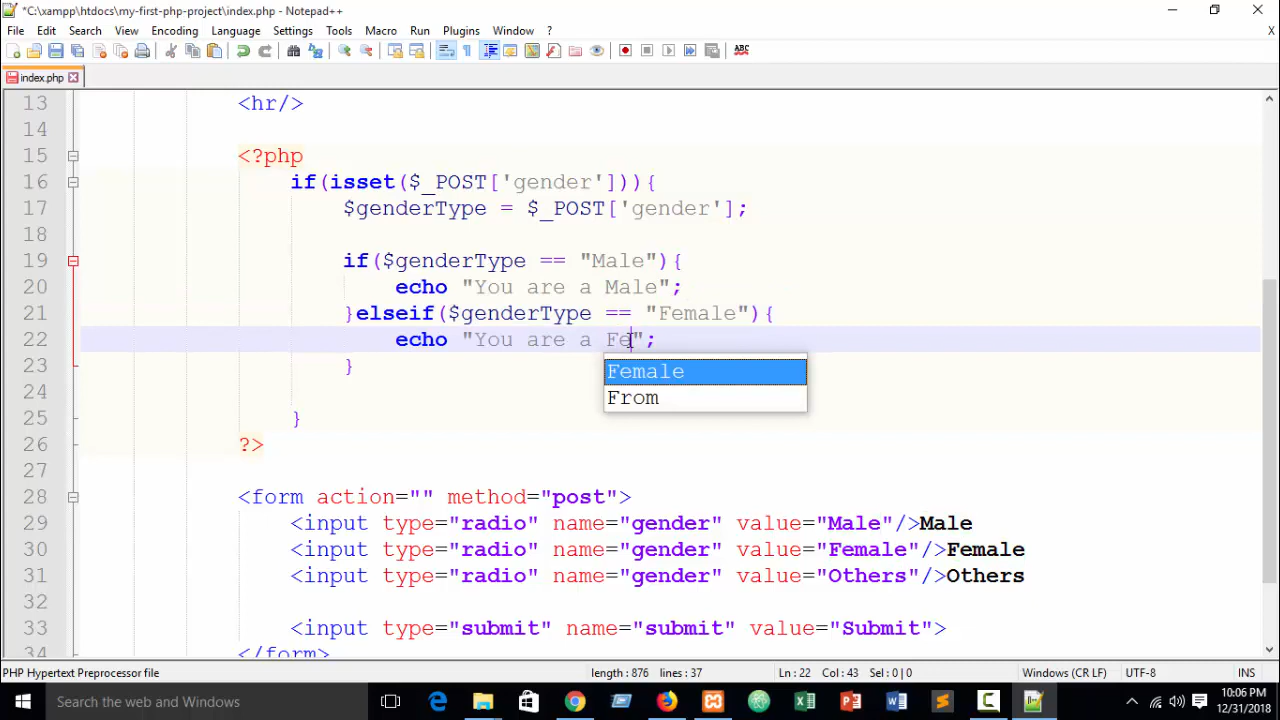 *C:\xampp\htdocs\my-first-php-project\index.php - Notepad++
File Edit Search View Encoding Language Settings Tools Macro Run Plugins Window ? X
index.php
13 <hr/>
14
15 <?php
16 if(isset($_POST['gender'])){
17 $genderType = $_POST['gender'];
18
19 if($genderType == "Male"){
20 echo "You are a Male";
21 }elseif($genderType == "Female"){
22 echo "You are a Fe";
23 }
Female
From
24
25 }
26 ?>
27
28 <form action="" method="post">
29 <input type="radio" name="gender" value="Male"/>Male
30 <input type="radio" name="gender" value="Female"/>Female
31 <input type="radio" name="gender" value="Others"/>Others
32
33 <input type="submit" name="submit" value="Submit">
34 </form>
PHP Hypertext Preprocessor file length : 876 lines : 37 Ln : 22 Col : 43 Sel : 0 | 0 Windows (CR LF) UTF-8 INS
Search the web and Windows 10:06 PM
12/31/2018